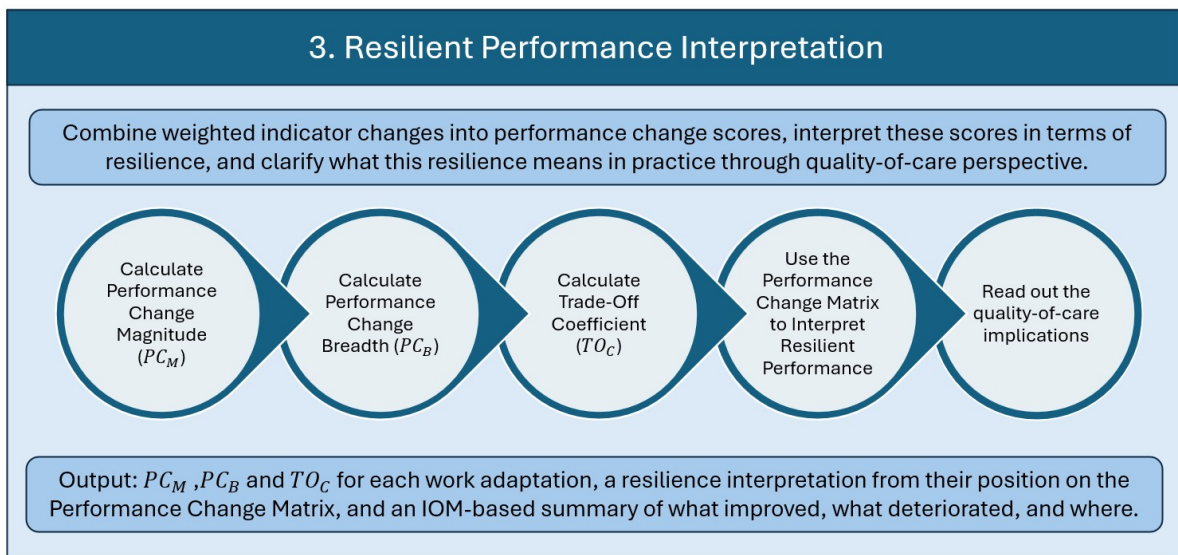 3. Resilient Performance Interpretation
Combine weighted indicator changes into performance change scores, interpret these scores in terms of
resilience, and clarify what this resilience means in practice through quality-of-care perspective.
Calculate
Performance
Change
Magnitude
(PC_M)
Calculate
Performance
Change
Breadth (PC_B)
Calculate
Trade-Off
Coefficient
(TO_C)
Use the
Performance
Change Matrix
to Interpret
Resilient
Performance
Read out the
quality-of-care
implications
Output: PC_M ,PC_B and TO_C for each work adaptation, a resilience interpretation from their position on the
Performance Change Matrix, and an IOM-based summary of what improved, what deteriorated, and where.